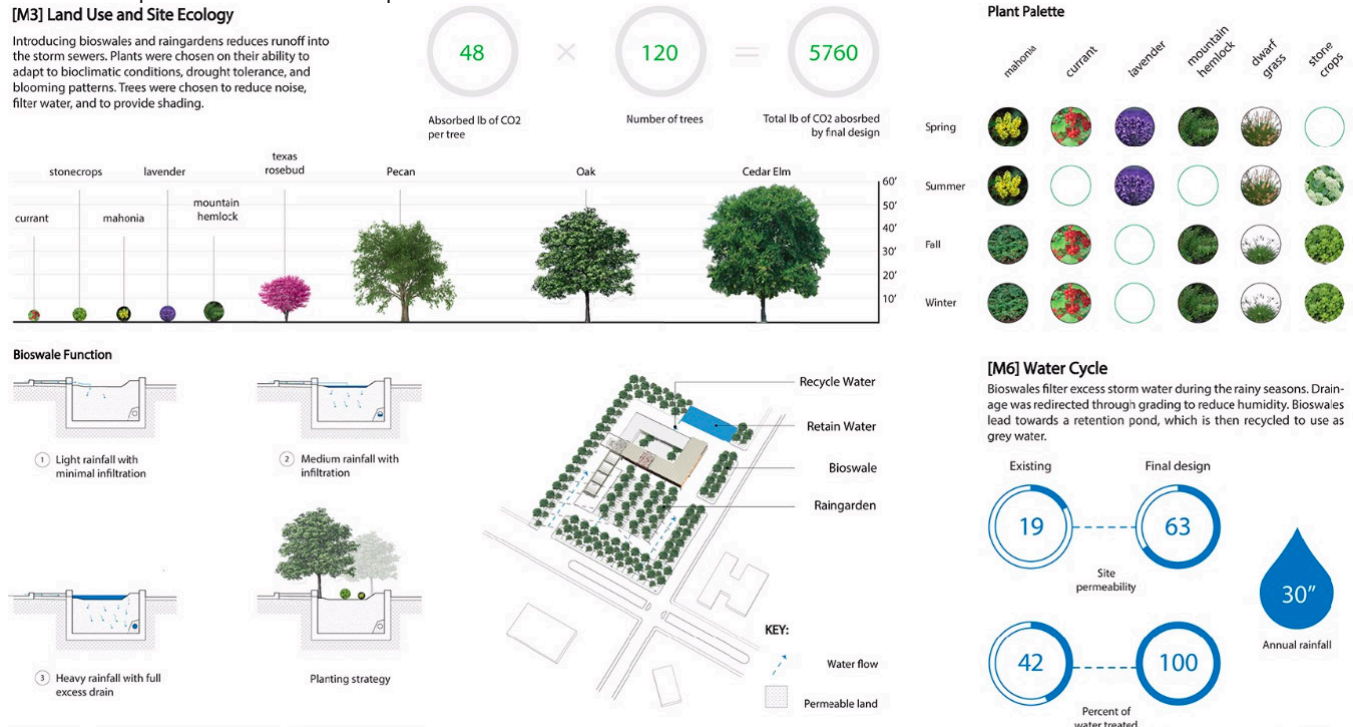 [M3] Land Use and Site Ecology
Introducing bioswales and raingardens reduces runoff into
the storm sewers. Plants were chosen on their ability to
adapt to bioclimatic conditions, drought tolerance, and
blooming patterns. Trees were chosen to reduce noise,
filter water, and to provide shading.
48
120
5760
Absorbed lb of CO2
per tree
Number of trees
Total lb of CO2 abosrbed
by final design
currant
stonecrops
mahonia
lavender
mountain
hemlock
texas
rosebud
Pecan
Oak
Cedar Elm
60'
50'
40'
30'
20'
10'
Plant Palette
mahonia
currant
lavender
mountain
hemlock
dwarf
grass
stone
crops
Spring
Summer
Fall
Winter
Bioswale Function
1 Light rainfall with
minimal infiltration
2 Medium rainfall with
infiltration
3 Heavy rainfall with full
excess drain
Planting strategy
Recycle Water
Retain Water
Bioswale
Raingarden
KEY:
Water flow
Permeable land
[M6] Water Cycle
Bioswales filter excess storm water during the rainy seasons. Drain-
age was redirected through grading to reduce humidity. Bioswales
lead towards a retention pond, which is then recycled to use as
grey water.
Existing
Final design
19
63
Site
permeability
42
100
Percent of
water treated
30"
Annual rainfall